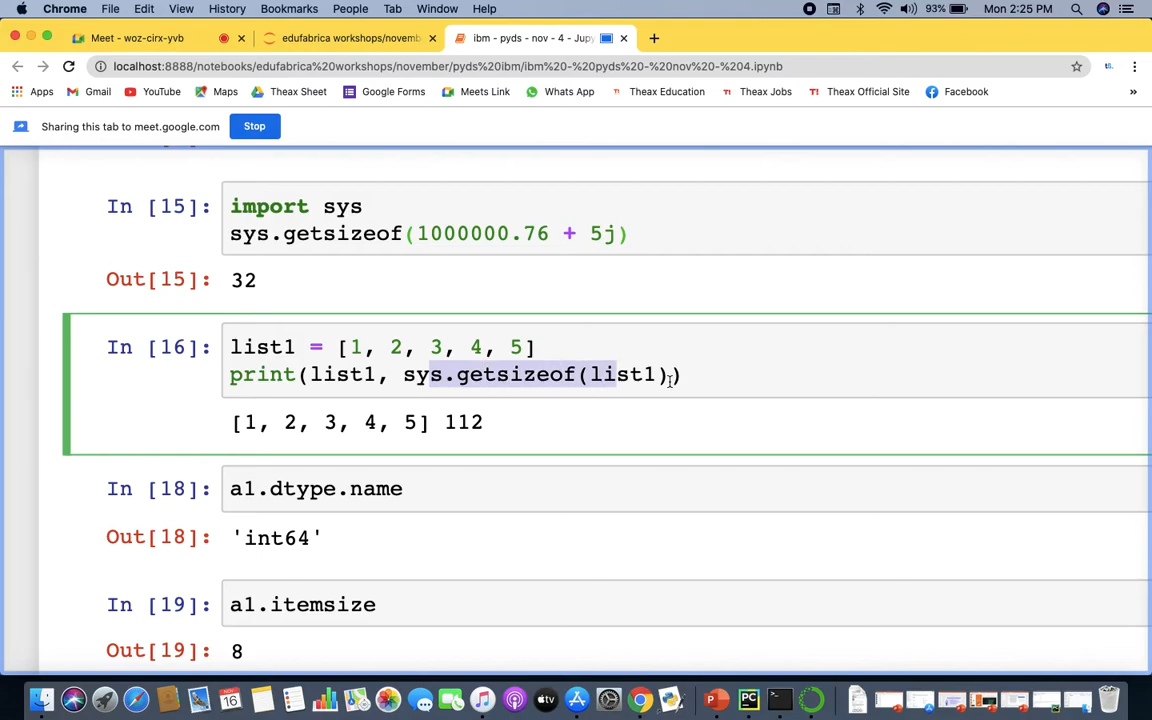 Chrome File Edit View History Bookmarks People Tab Window Help 93% Mon 2:25 PM
Meet - woz-cirx-yvb edufabrica workshops/novemb ibm - pyds - nov - 4 - Jupy
localhost:8888/notebooks/edufabrica%20workshops/november/pyds%20ibm/ibm%20-%20pyds%20-%20nov%20-%204.ipynb
Apps Gmail YouTube Maps Theax Sheet Google Forms Meets Link Whats App Theax Education Theax Jobs Theax Official Site Facebook »
Sharing this tab to meet.google.com Stop
In [15]: import sys
sys.getsizeof(1000000.76 + 5j)
Out[15]: 32
In [16]: list1 = [1, 2, 3, 4, 5]
print(list1, sys.getsizeof(list1))
[1, 2, 3, 4, 5] 112
In [18]: a1.dtype.name
Out[18]: 'int64'
In [19]: a1.itemsize
Out[19]: 8